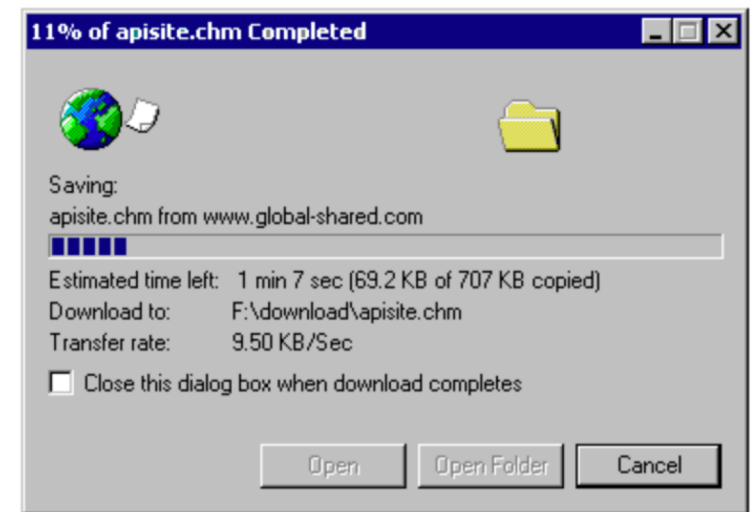 11% of apisite.chm Completed
Saving:
apisite.chm from www.global-shared.com
Estimated time left: 1 min 7 sec (69.2 KB of 707 KB copied)
Download to: F:\download\apisite.chm
Transfer rate: 9.50 KB/Sec
Close this dialog box when download completes
Open Open Folder Cancel